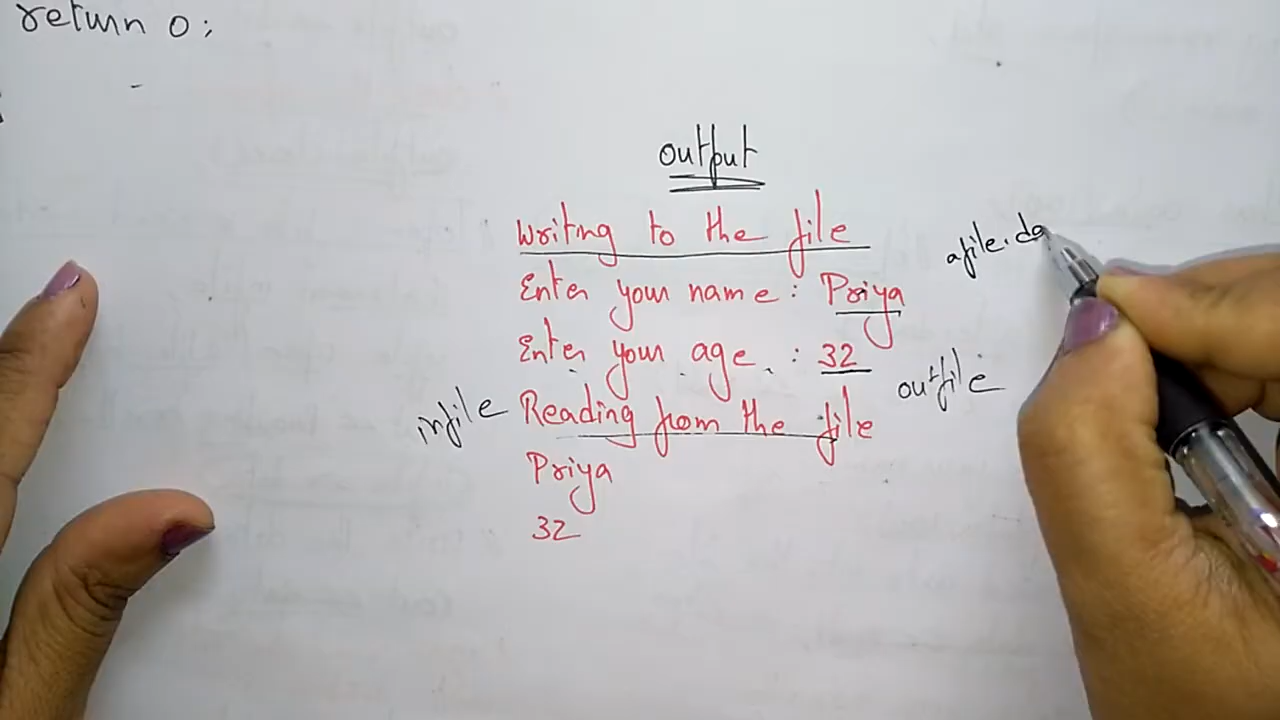 return 0;
output
Writing to the file
afile.da
Enter your name : Priya
Enter your age : 32
outfile
infile
Reading from the file
Priya
32